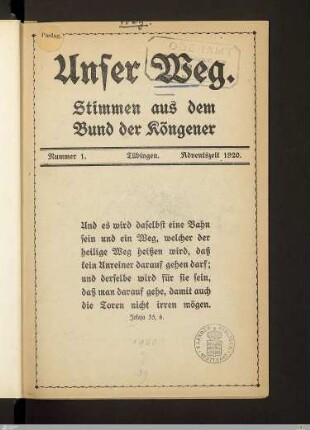 Unser Weg.
Stimmen aus dem
Bund der Köngener
Nummer 1. Tübingen. Adventszeit 1920.
Und es wird daselbst eine Bahn
sein und ein Weg, welcher der
heilige Weg heißen wird, daß
kein Unreiner darauf gehen darf;
und derselbe wird für sie sein,
daß man darauf gehe, damit auch
die Toren nicht irren mögen.
Jesaja 35, 8.
1920